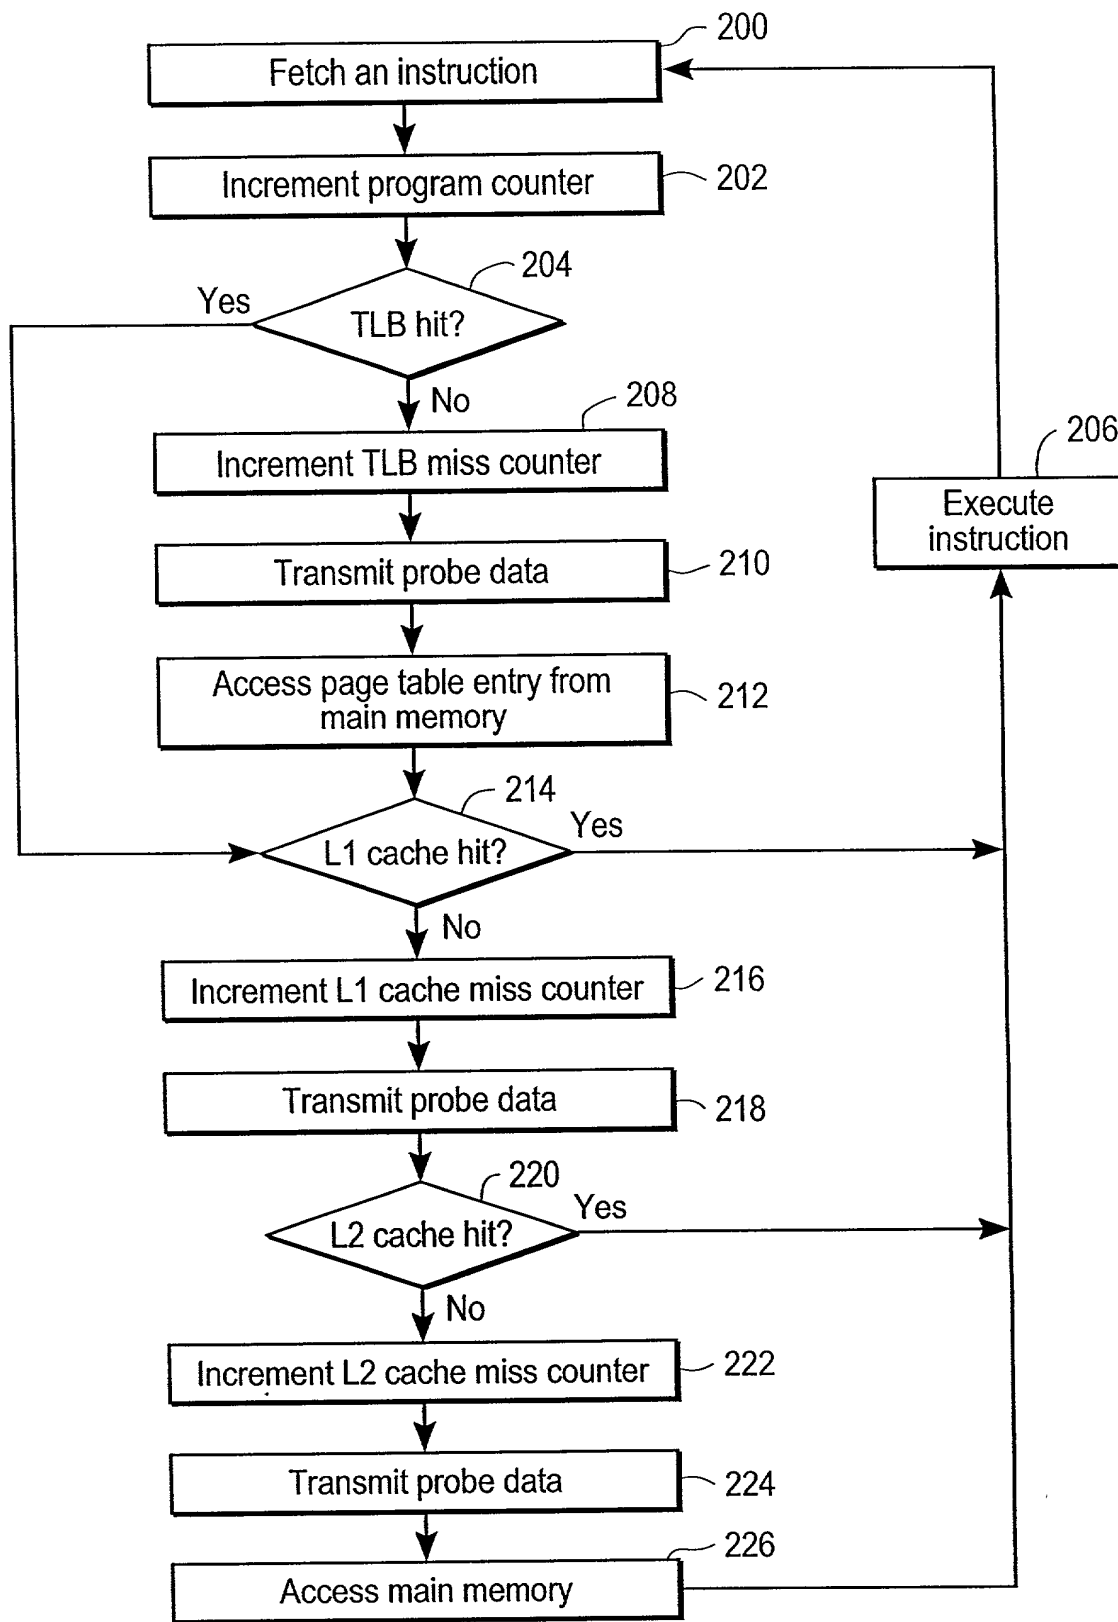 200
Fetch an instruction
Increment program counter
202
204
Yes
TLB hit?
No
208
Increment TLB miss counter
206
Execute
instruction
Transmit probe data
210
Access page table entry from
main memory
212
214
L1 cache hit?
Yes
No
Increment L1 cache miss counter
216
Transmit probe data
218
220
L2 cache hit?
Yes
No
Increment L2 cache miss counter
222
Transmit probe data
224
226
Access main memory